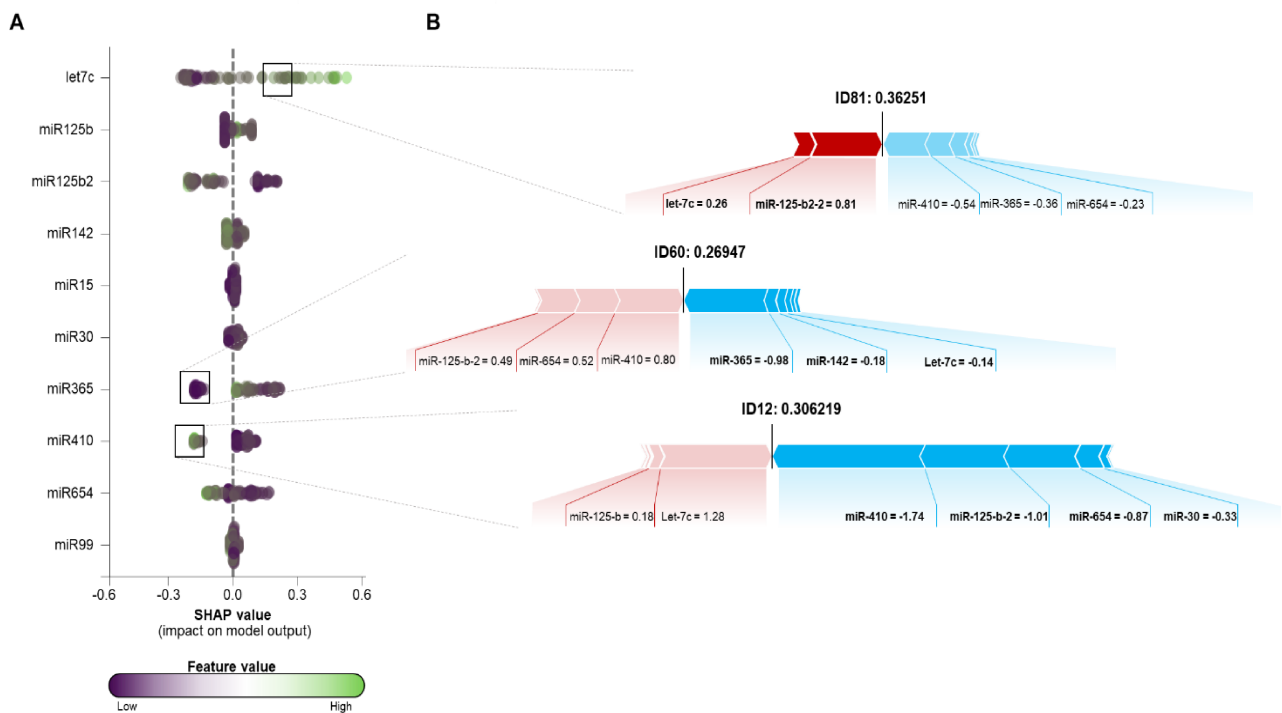 A
let7c
miR125b
miR125b2
miR142
miR15
miR30
miR365
miR410
miR654
miR99
-0.6 -0.3 0.0 0.3 0.6
SHAP value
(impact on model output)
Feature value
Low High
B
ID81: 0.36251
let-7c = 0.26 miR-125-b2-2 = 0.81 miR-410 = -0.54 miR-365 = -0.36 miR-654 = -0.23
ID60: 0.26947
miR-125-b-2 = 0.49 miR-654 = 0.52 miR-410 = 0.80 miR-365 = -0.98 miR-142 = -0.18 Let-7c = -0.14
ID12: 0.306219
miR-125-b = 0.18 Let-7c = 1.28 miR-410 = -1.74 miR-125-b-2 = -1.01 miR-654 = -0.87 miR-30 = -0.33